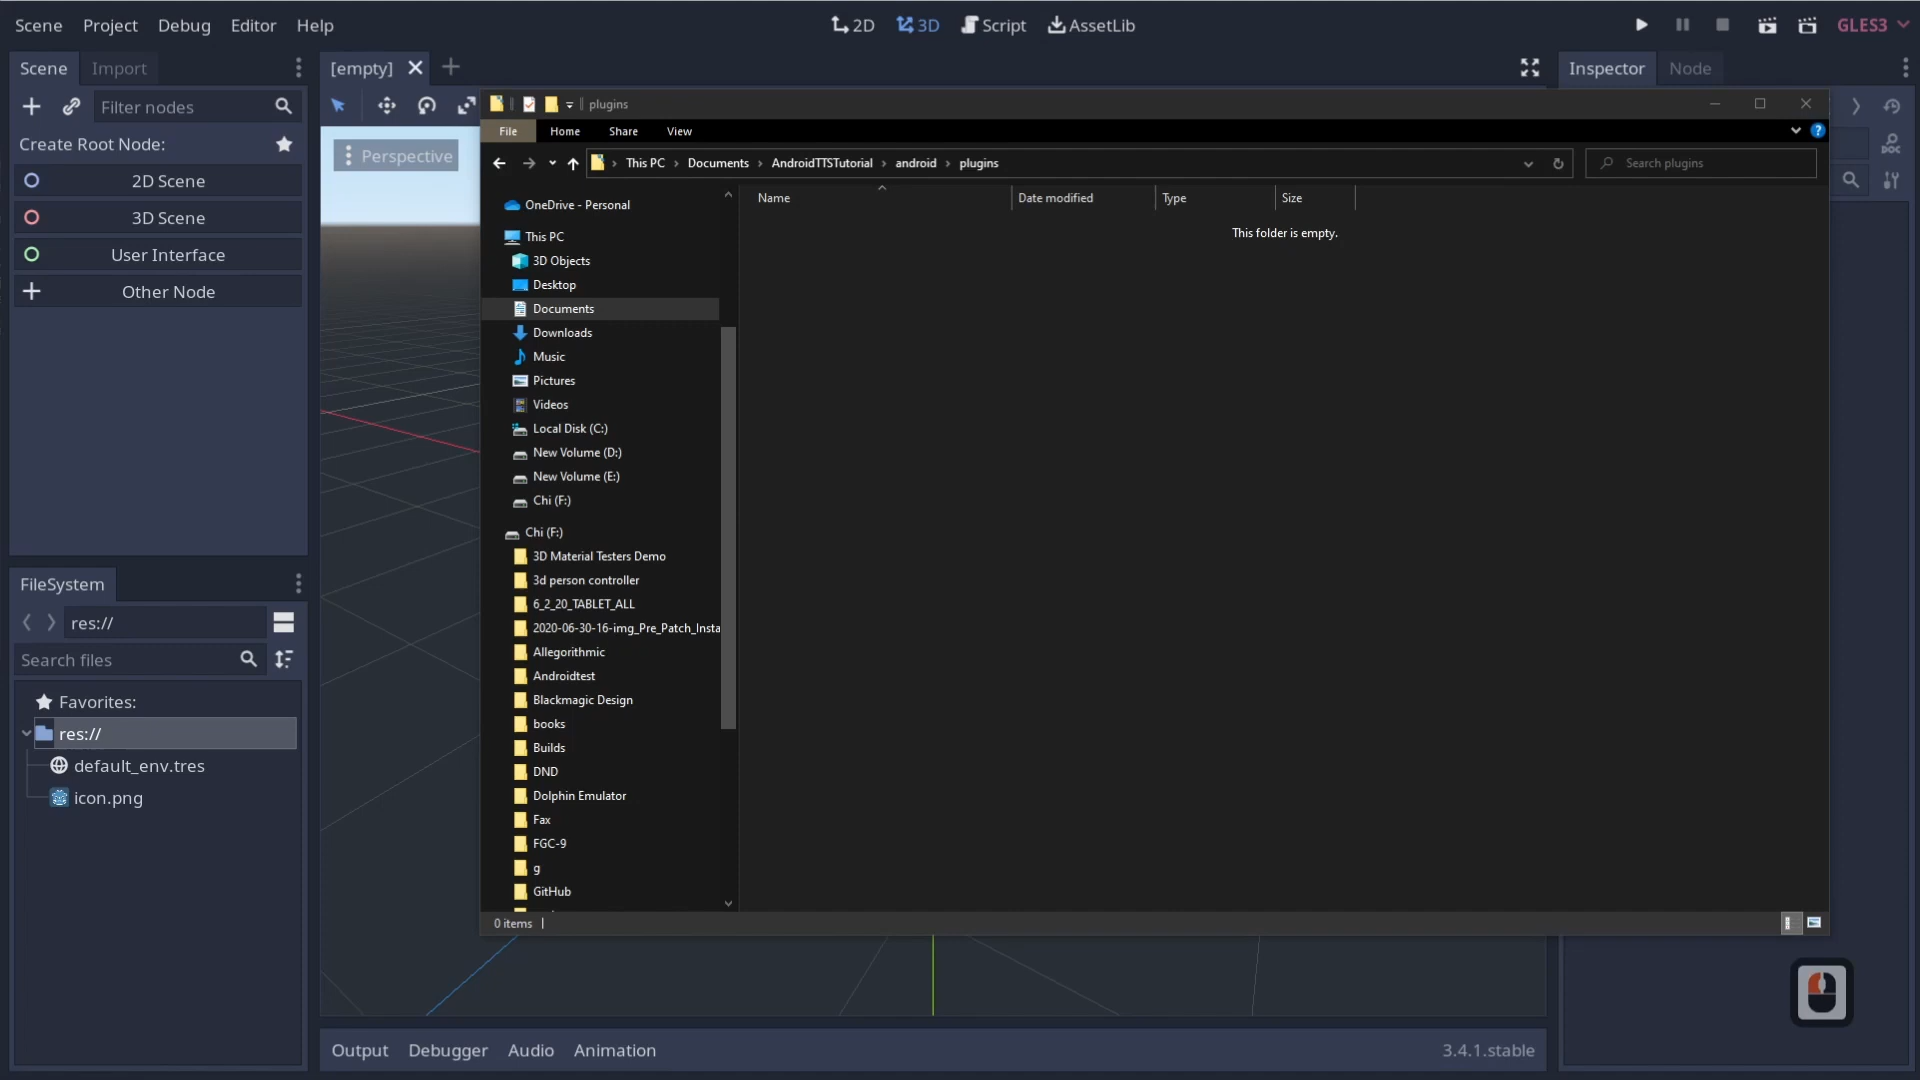 Scene Project Debug Editor Help
2D 3D Script AssetLib
GLES3
Scene Import
[empty]
Inspector Node
Filter nodes
Create Root Node:
2D Scene
3D Scene
User Interface
Other Node
Perspective
plugins
File Home Share View
This PC Documents AndroidTTSTutorial android plugins
Search plugins
Name Date modified Type Size
This folder is empty.
OneDrive - Personal
This PC
3D Objects
Desktop
Documents
Downloads
Music
Pictures
Videos
Local Disk (C:)
New Volume (D:)
New Volume (E:)
Chi (F:)
Chi (F:)
3D Material Testers Demo
3d person controller
6_2_20_TABLET_ALL
2020-06-30-16-img_Pre_Patch_Insta
Allegorithmic
Androidtest
Blackmagic Design
books
Builds
DND
Dolphin Emulator
Fax
FGC-9
g
GitHub
0 items
FileSystem
res://
Search files
Favorites:
res://
default_env.tres
icon.png
Output Debugger Audio Animation
3.4.1.stable